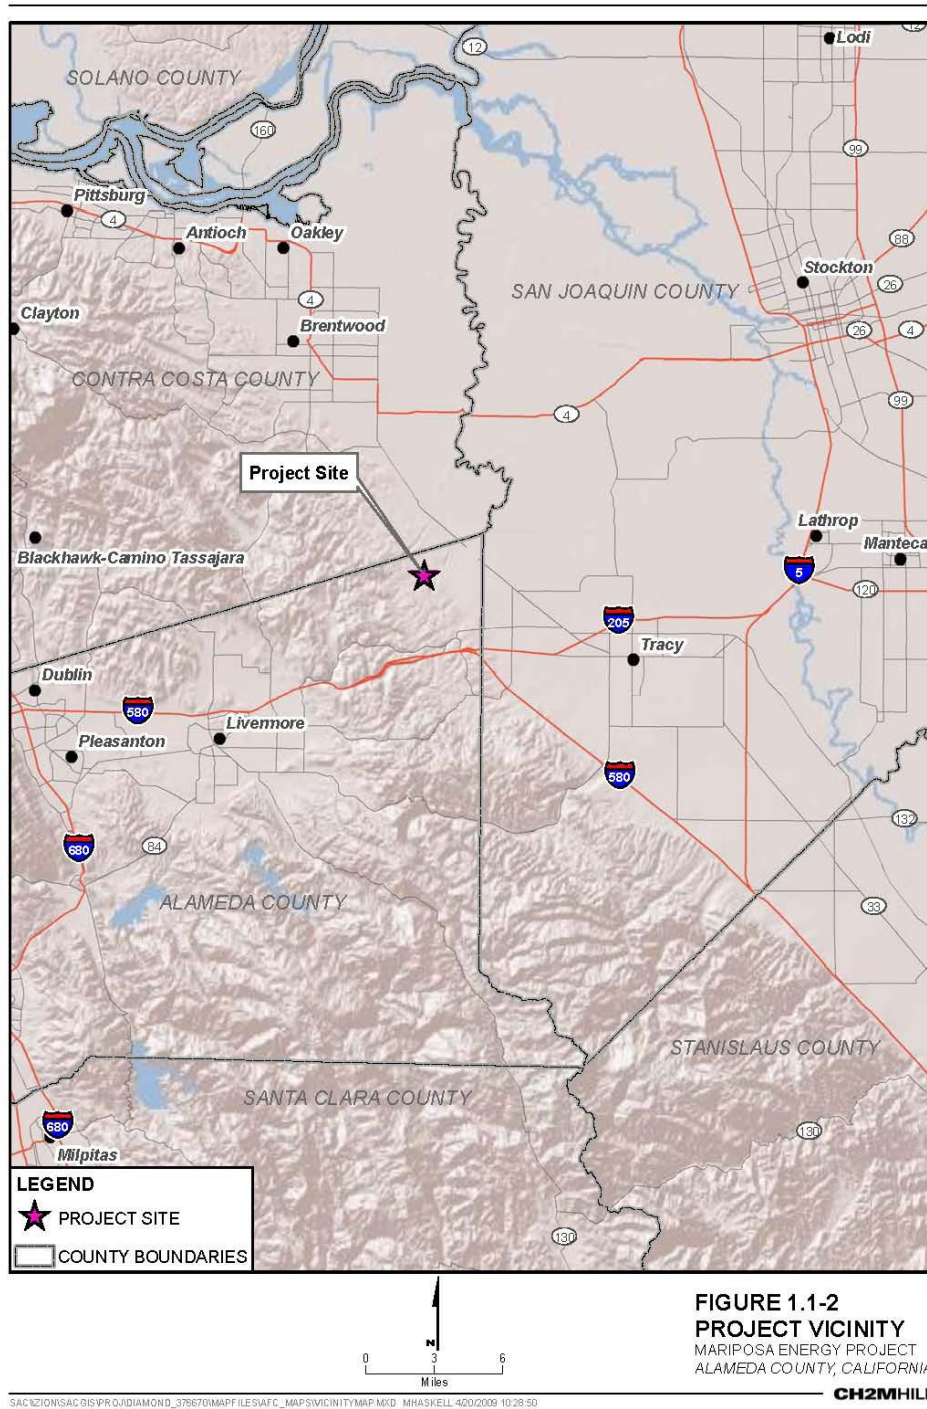 12
12
Lodi
SOLANO COUNTY
160
99
Pittsburg
4
Antioch
Oakley
88
Stockton
26
SAN JOAQUIN COUNTY
4
Clayton
Brentwood
26
4
CONTRA COSTA COUNTY
99
4
Project Site
Lathrop
Blackhawk-Camino Tassajara
Manteca
5
120
205
Tracy
Dublin
580
Livermore
Pleasanton
580
132
680
84
ALAMEDA COUNTY
33
STANISLAUS COUNTY
SANTA CLARA COUNTY
680
130
Milpitas
130
LEGEND
PROJECT SITE
COUNTY BOUNDARIES
N
0 3 6
Miles
FIGURE 1.1-2
PROJECT VICINITY
MARIPOSA ENERGY PROJECT
ALAMEDA COUNTY, CALIFORNIA
CH2MHILL
SAC\\ZION\SACGIS\PROJ\DIAMOND_376670\MAPFILES\AFC_MAPS\VICINITYMAP.MXD MHASKELL 4/20/2009 10:28:50